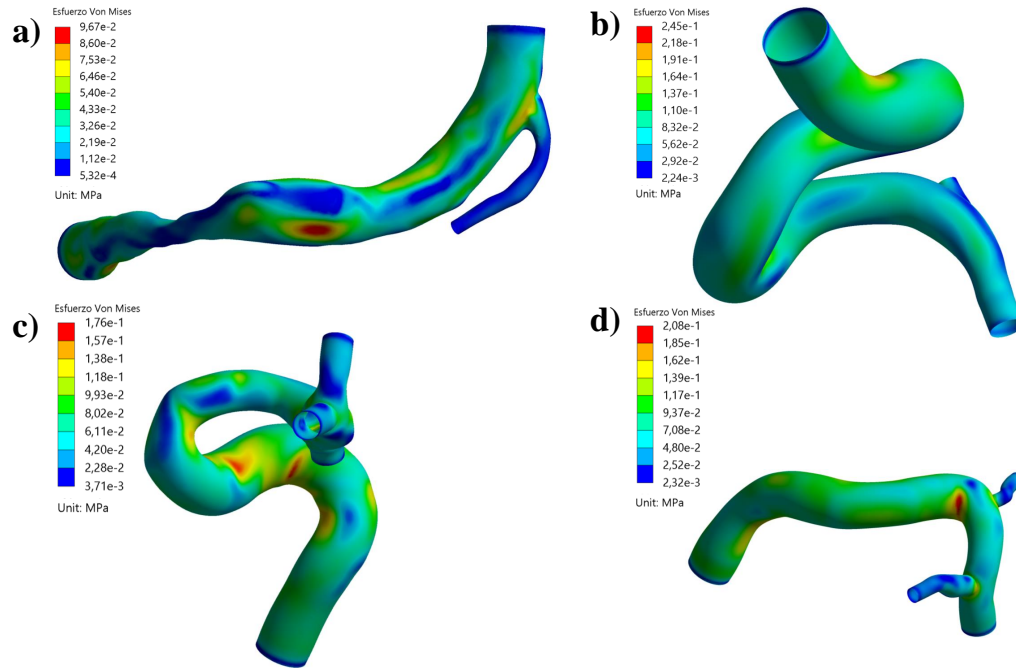 a)
Esfuerzo Von Mises
9,67e-2
8,60e-2
7,53e-2
6,46e-2
5,40e-2
4,33e-2
3,26e-2
2,19e-2
1,12e-2
5,32e-4
Unit: MPa
b)
Esfuerzo Von Mises
2,45e-1
2,18e-1
1,91e-1
1,64e-1
1,37e-1
1,10e-1
8,32e-2
5,62e-2
2,92e-2
2,24e-3
Unit: MPa
c)
Esfuerzo Von Mises
1,76e-1
1,57e-1
1,38e-1
1,18e-1
9,93e-2
8,02e-2
6,11e-2
4,20e-2
2,28e-2
3,71e-3
Unit: MPa
d)
Esfuerzo Von Mises
2,08e-1
1,85e-1
1,62e-1
1,39e-1
1,17e-1
9,37e-2
7,08e-2
4,80e-2
2,52e-2
2,32e-3
Unit: MPa